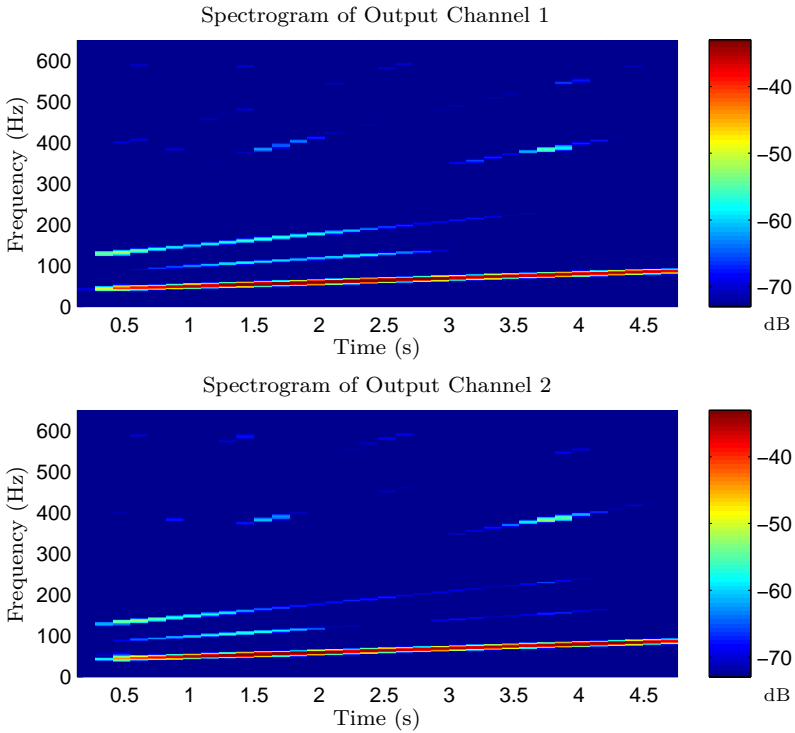 Spectrogram of Output Channel 1
600
500
400
300
200
100
0
Frequency (Hz)
0.5 1 1.5 2 2.5 3 3.5 4 4.5
Time (s)
−40
−50
−60
−70
dB
Spectrogram of Output Channel 2
600
500
400
300
200
100
0
Frequency (Hz)
0.5 1 1.5 2 2.5 3 3.5 4 4.5
Time (s)
−40
−50
−60
−70
dB